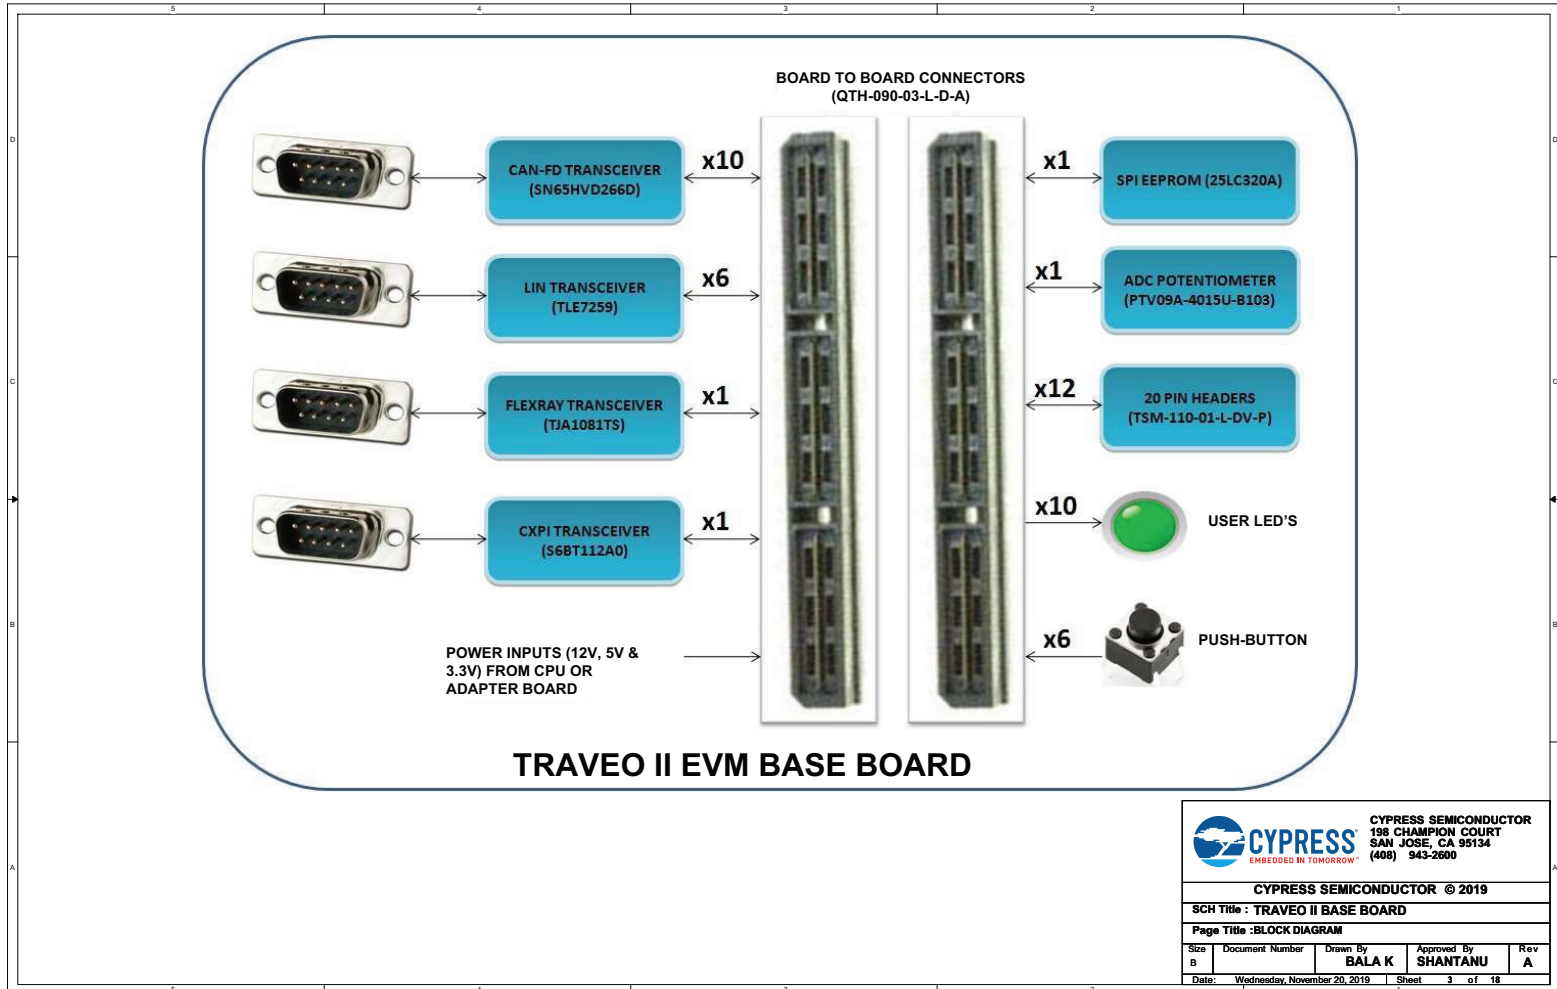 5 4 3 2 1
D D
C C
B B
A A
BOARD TO BOARD CONNECTORS
(QTH-090-03-L-D-A)
CAN-FD TRANSCEIVER
(SN65HVD266D)
x10
LIN TRANSCEIVER
(TLE7259)
x6
FLEXRAY TRANSCEIVER
(TJA1081TS)
x1
CXPI TRANSCEIVER
(S6BT112A0)
x1
POWER INPUTS (12V, 5V &
3.3V) FROM CPU OR
ADAPTER BOARD
x1
SPI EEPROM (25LC320A)
x1
ADC POTENTIOMETER
(PTV09A-4015U-B103)
x12
20 PIN HEADERS
(TSM-110-01-L-DV-P)
x10
USER LED'S
x6
PUSH-BUTTON
TRAVEO II EVM BASE BOARD
CYPRESS
EMBEDDED IN TOMORROW™
CYPRESS SEMICONDUCTOR
198 CHAMPION COURT
SAN JOSE, CA 95134
(408) 943-2600
CYPRESS SEMICONDUCTOR © 2019
SCH Title : TRAVEO II BASE BOARD
Page Title :BLOCK DIAGRAM
Size Document Number Drawn By Approved By Rev
B BALA K SHANTANU A
Date: Wednesday, November 20, 2019 Sheet 3 of 18
5 4 3 2 1